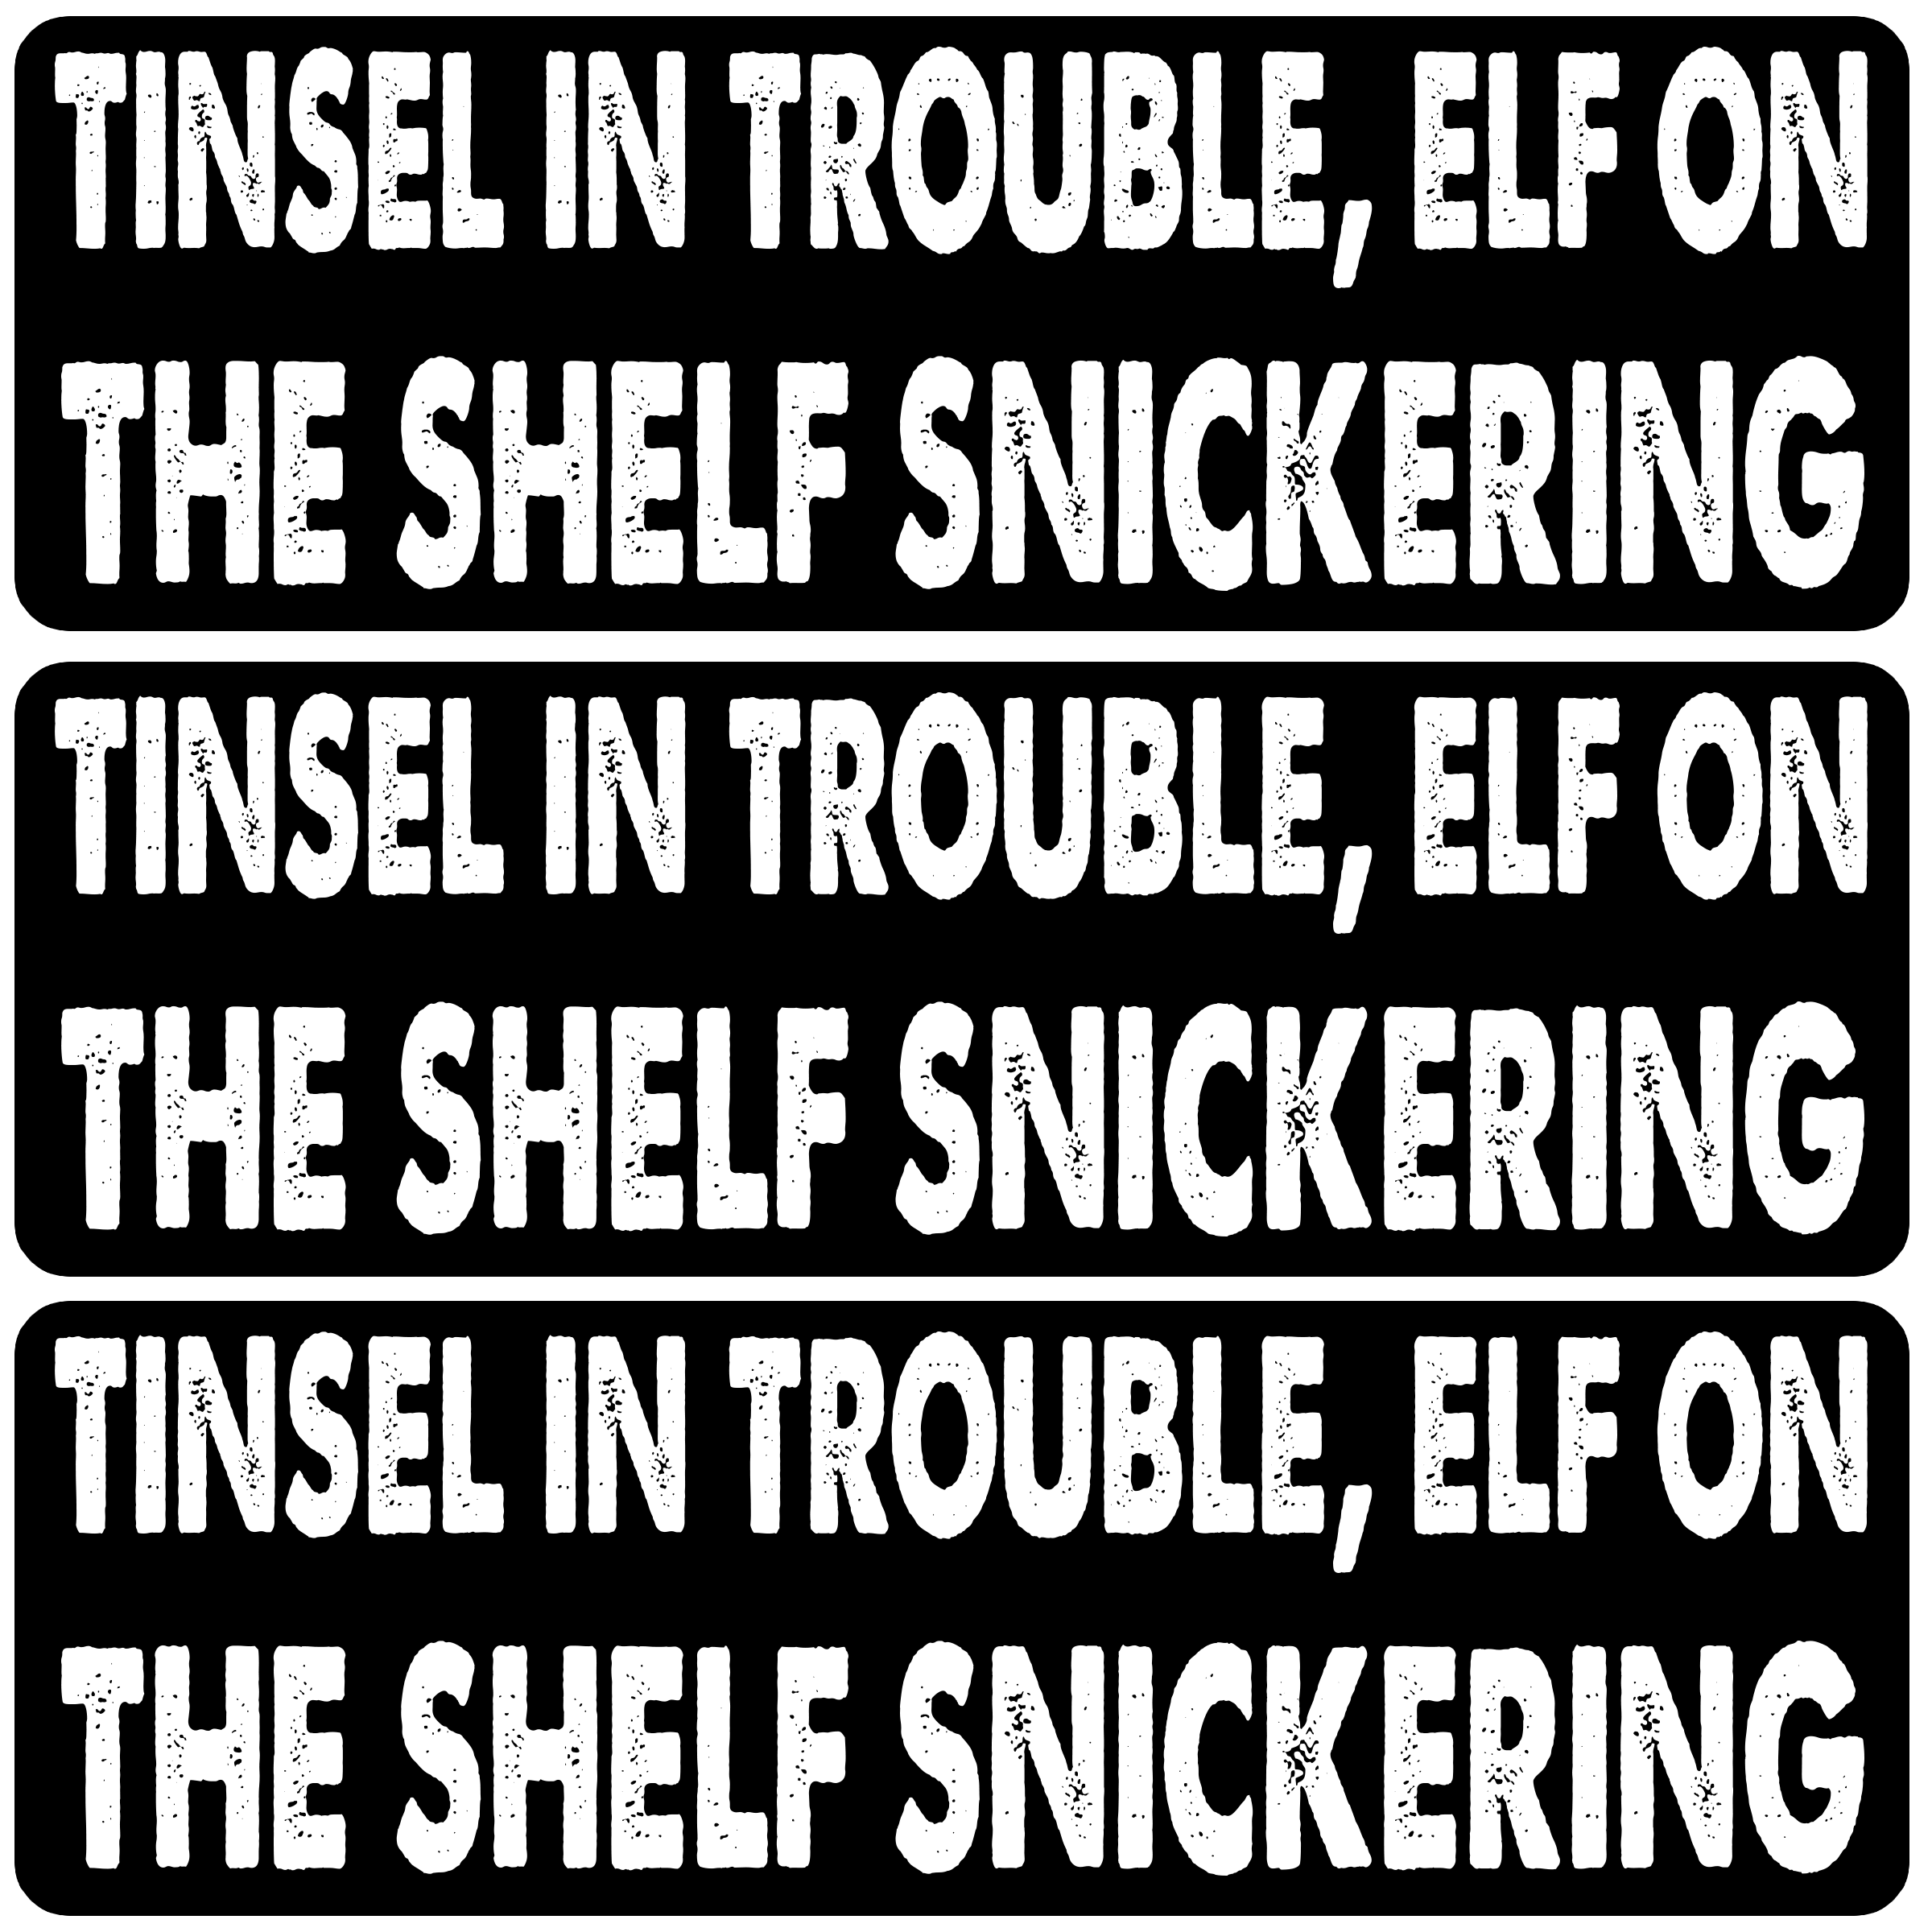 TINSEL IN TROUBLE, ELF ON
THE SHELF SNICKERING
TINSEL IN TROUBLE, ELF ON
THE SHELF SNICKERING
TINSEL IN TROUBLE, ELF ON
THE SHELF SNICKERING